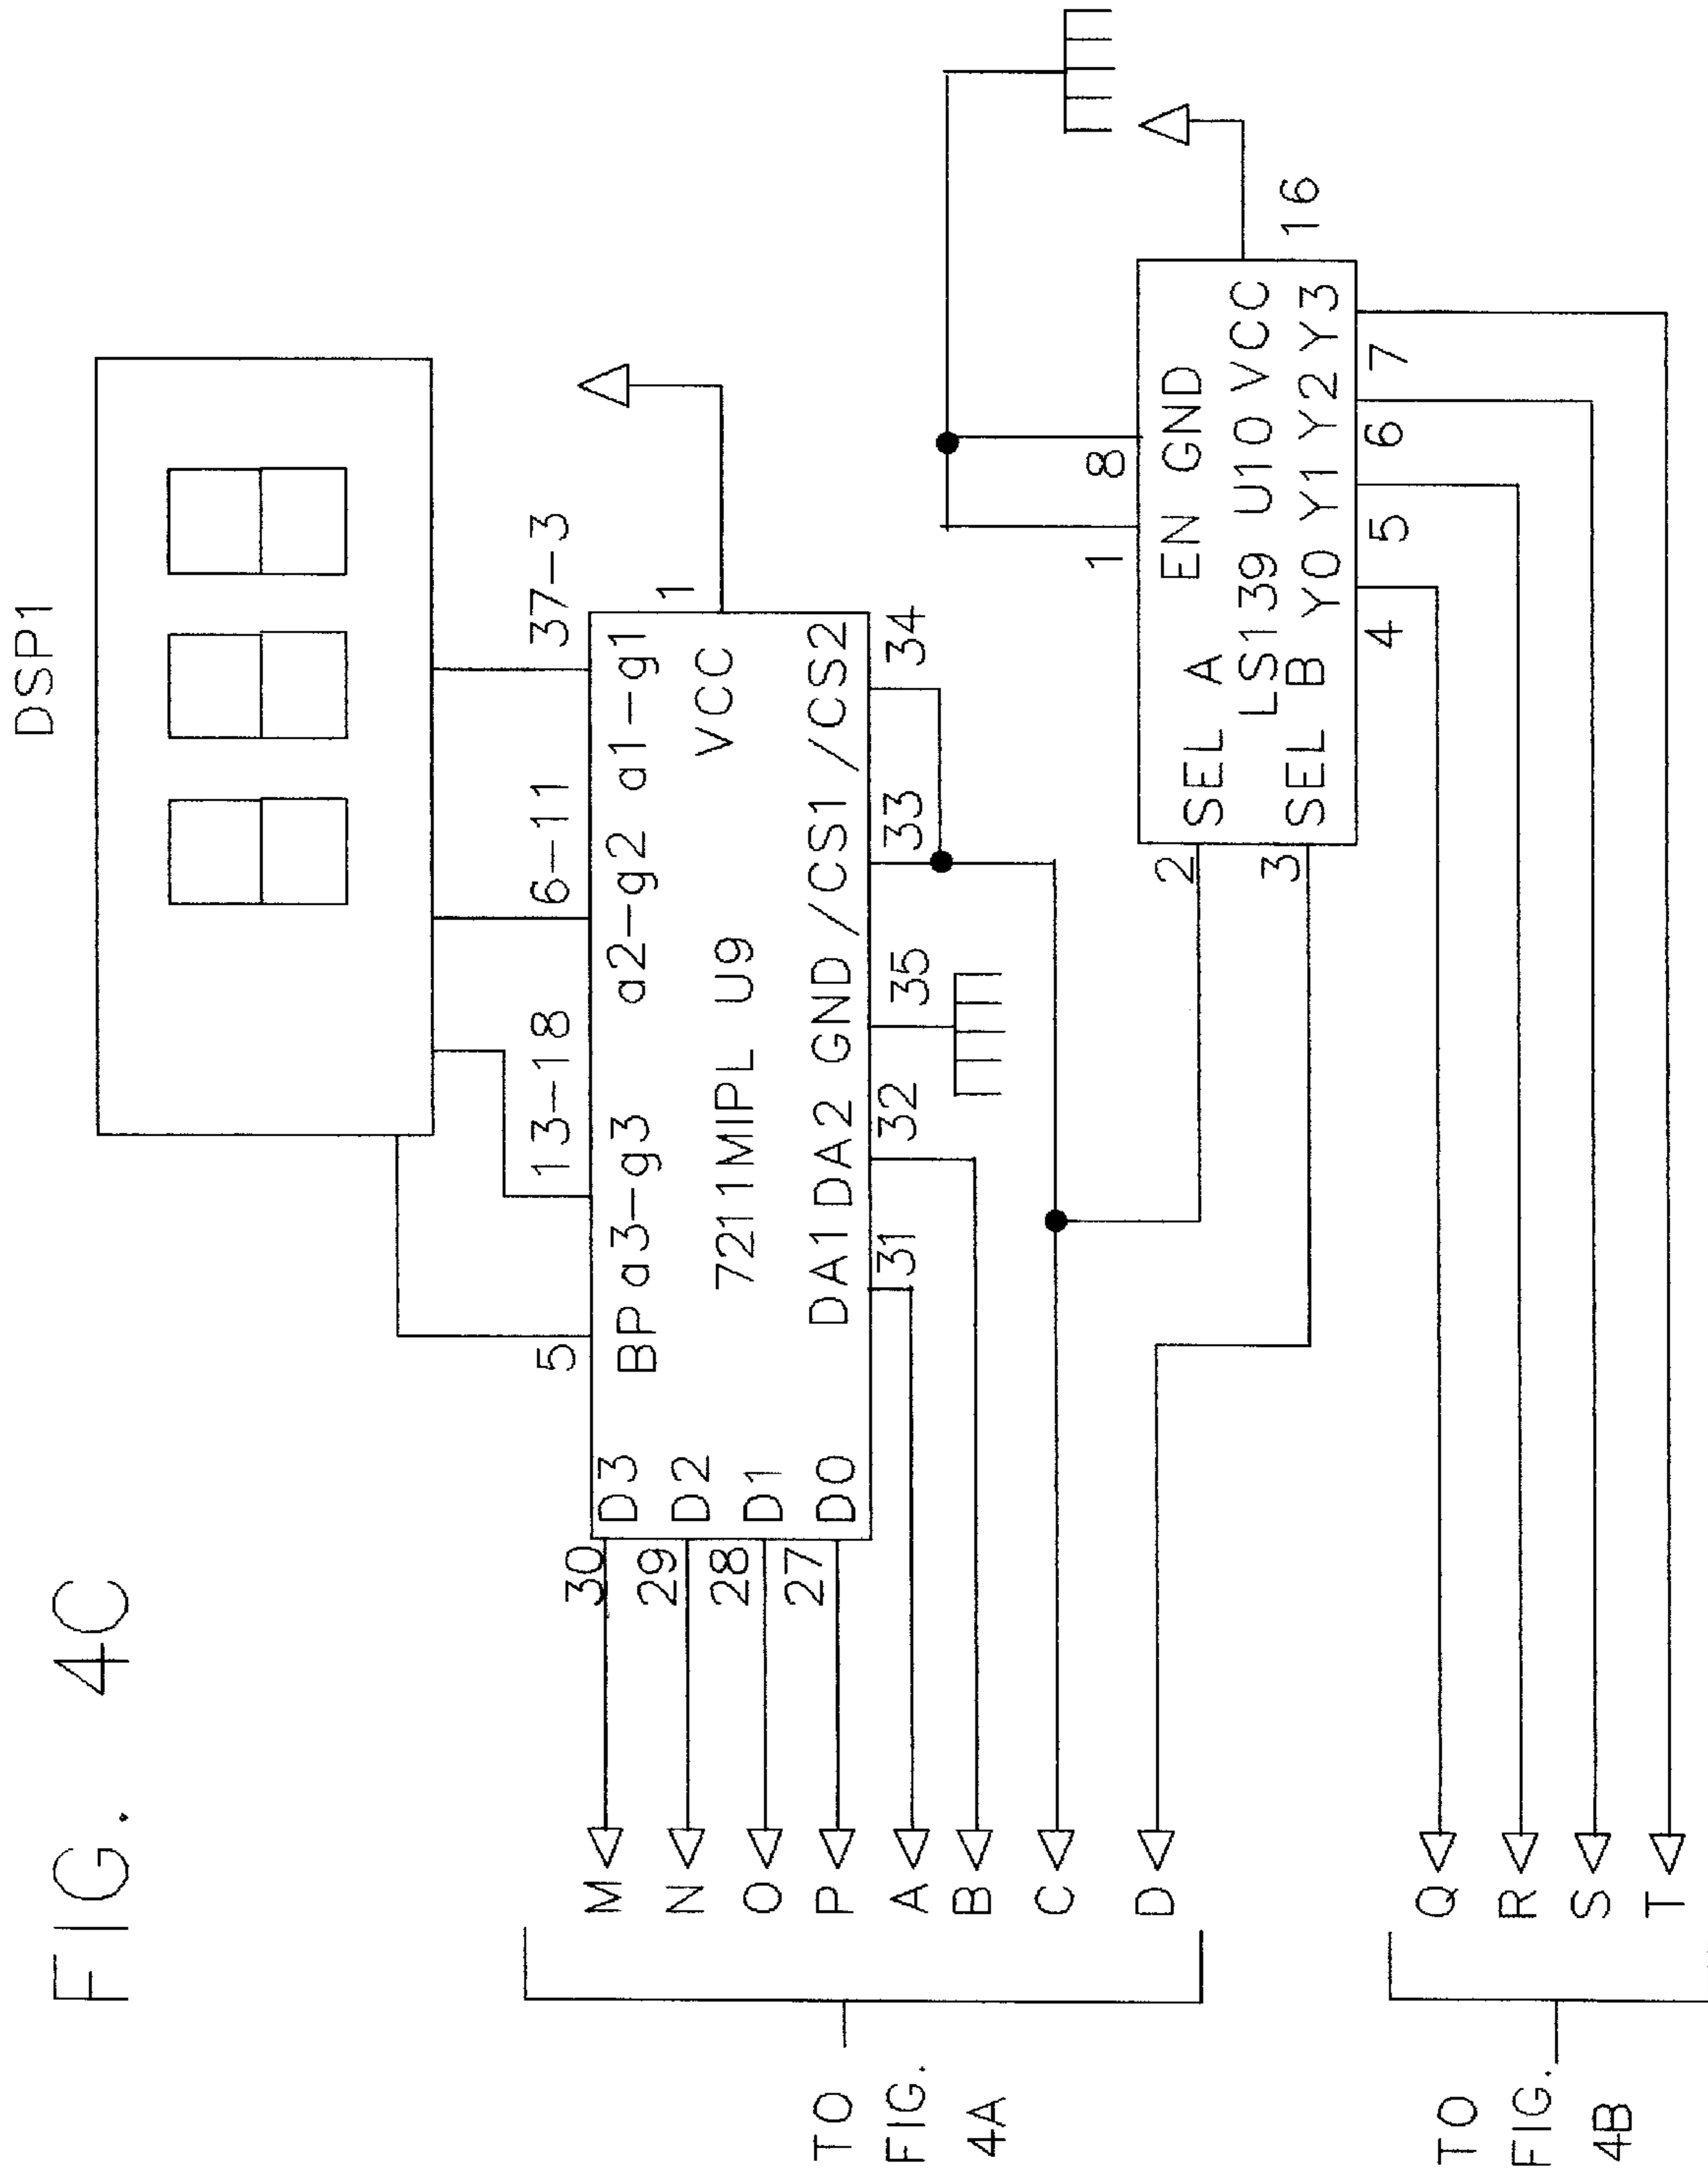 FIG. 4C
DSP1
5
13-18
6-11
37-3
30
29
28
27
D3
D2
D1
D0
BP a3-g3 a2-g2 a1-g1
VCC
1
7211MIPL U9
DA1 DA2 GND /CS1 /CS2
31
32
35
33
34
1
8
EN GND
SEL A
LS139 U10 VCC
SEL B Y0 Y1 Y2 Y3
2
3
16
4
5
6
7
M
N
O
P
A
B
C
D
TO
FIG.
4A
Q
R
S
T
TO
FIG.
4B